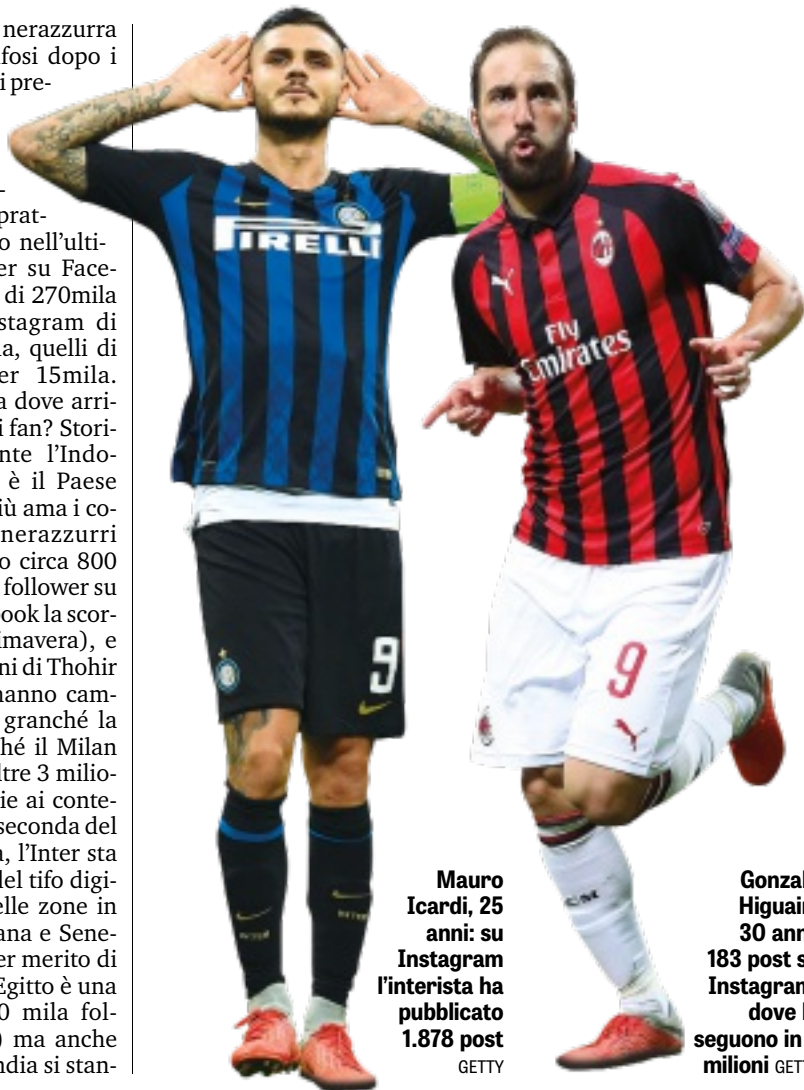 nerazzurra
fosi dopo i
i pre-
-
prat-
o nell'ulti-
er su Face-
di 270mila
stagram di
a, quelli di
er 15mila.
a dove arri-
i fan? Stori-
nte l'Indo-
è il Paese
iù ama i co-
nerazzurri
o circa 800
follower su
ook la scor-
imavera), e
ni di Thohir
hanno cam-
granché la
hé il Milan
ltre 3 milio-
ie ai conte-
seconda del
, l'Inter sta
del tifo digi-
elle zone in
ana e Sene-
er merito di
Egitto è una
0 mila fol-
) ma anche
ndia si stan-
PIRELLI
9
Fly
Emirates
9
Mauro
Icardi, 25
anni: su
Instagram
l'interista ha
pubblicato
1.878 post
GETTY
Gonzal
Higuain
30 ann
183 post s
Instagran
dove l
seguono in
milioni GETT